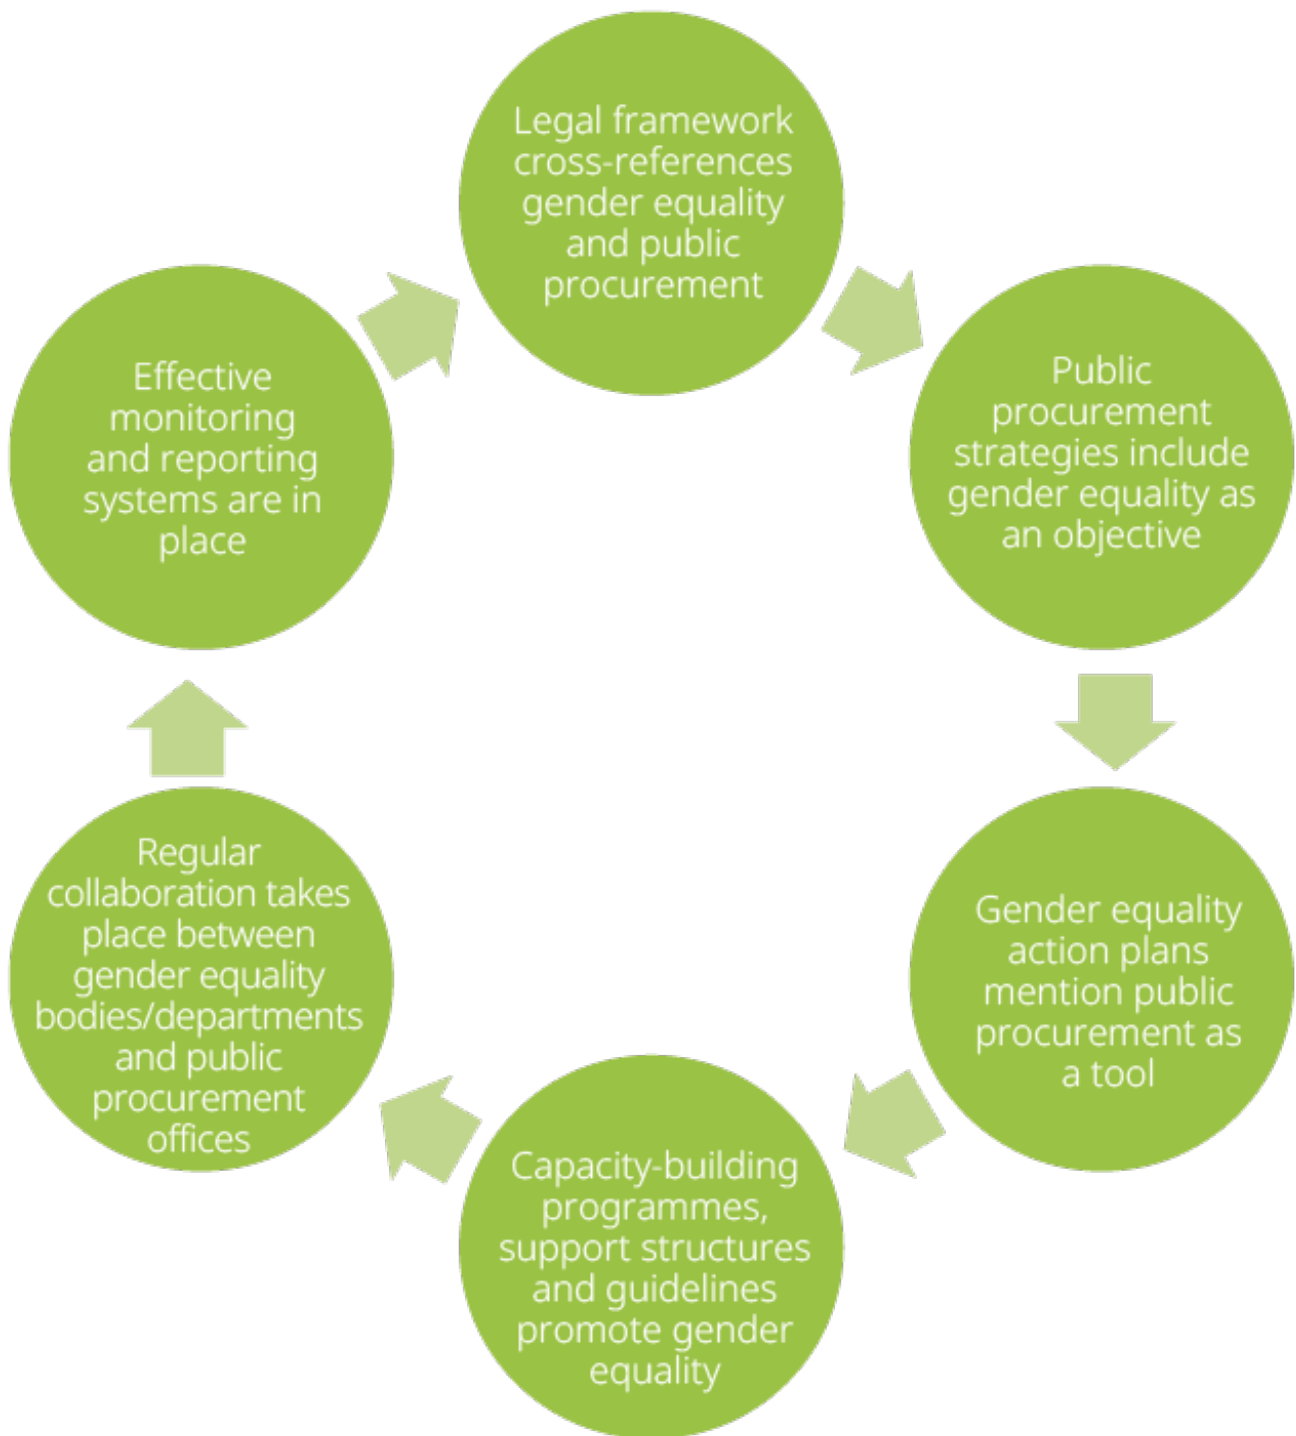 Legal framework
cross-references
gender equality
and public
procurement
Public
procurement
strategies include
gender equality as
an objective
Gender equality
action plans
mention public
procurement as
a tool
Capacity-building
programmes,
support structures
and guidelines
promote gender
equality
Regular
collaboration takes
place between
gender equality
bodies/departments
and public
procurement
offices
Effective
monitoring
and reporting
systems are in
place